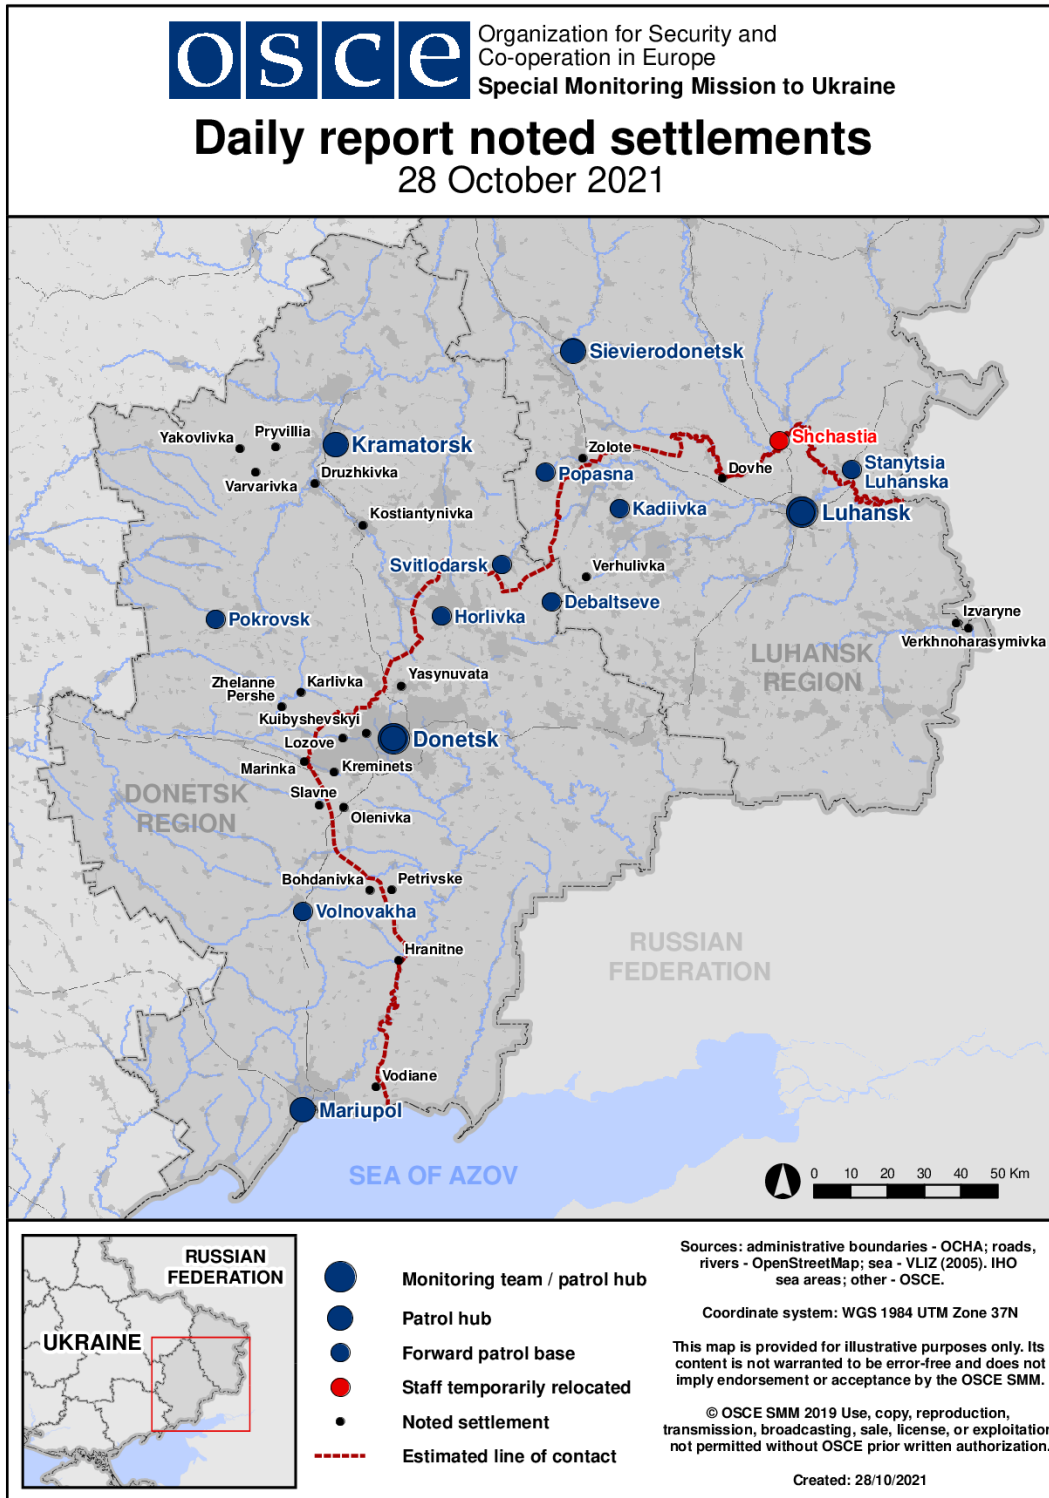 osce
Organization for Security and
Co-operation in Europe
Special Monitoring Mission to Ukraine
Daily report noted settlements
28 October 2021
Sievierodonetsk
Yakovlivka
Pryvillia
Kramatorsk
Varvarivka
Druzhkivka
Kostiantynivka
Zolote
Popasna
Shchastia
Dovhe
Stanytsia
Luhanska
Kadiivka
Luhansk
Svitlodarsk
Verhulivka
Debaltseve
Horlivka
Pokrovsk
Izvaryne
Verkhnoharasymivka
LUHANSK
REGION
Zhelanne
Pershe
Karlivka
Yasynuvata
Kuibyshevskyi
Lozove
Donetsk
Marinka
Kreminets
DONETSK
REGION
Slavne
Olenivka
Bohdanivka
Petrivske
Volnovakha
Hranitne
RUSSIAN
FEDERATION
Vodiane
Mariupol
SEA OF AZOV
0 10 20 30 40 50 Km
RUSSIAN
FEDERATION
UKRAINE
Monitoring team / patrol hub
Patrol hub
Forward patrol base
Staff temporarily relocated
Noted settlement
Estimated line of contact
Sources: administrative boundaries - OCHA; roads,
rivers - OpenStreetMap; sea - VLIZ (2005). IHO
sea areas; other - OSCE.
Coordinate system: WGS 1984 UTM Zone 37N
This map is provided for illustrative purposes only. Its
content is not warranted to be error-free and does not
imply endorsement or acceptance by the OSCE SMM.
© OSCE SMM 2019 Use, copy, reproduction,
transmission, broadcasting, sale, license, or exploitation
not permitted without OSCE prior written authorization.
Created: 28/10/2021